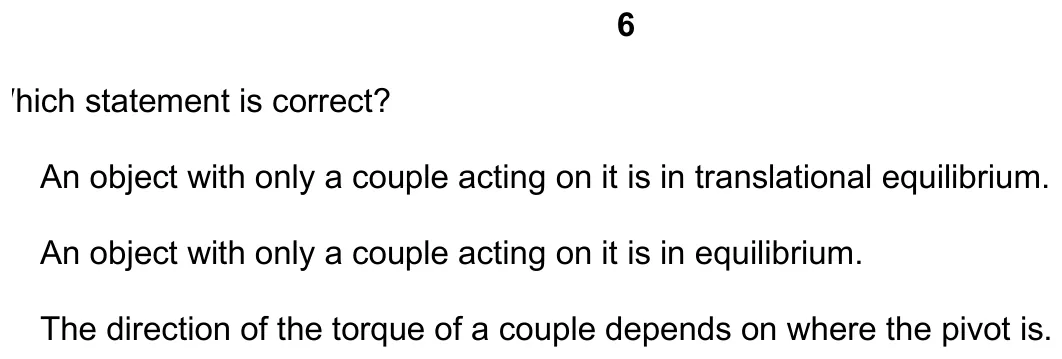 6
hich statement is correct?
An object with only a couple acting on it is in translational equilibrium.
An object with only a couple acting on it is in equilibrium.
The direction of the torque of a couple depends on where the pivot is.